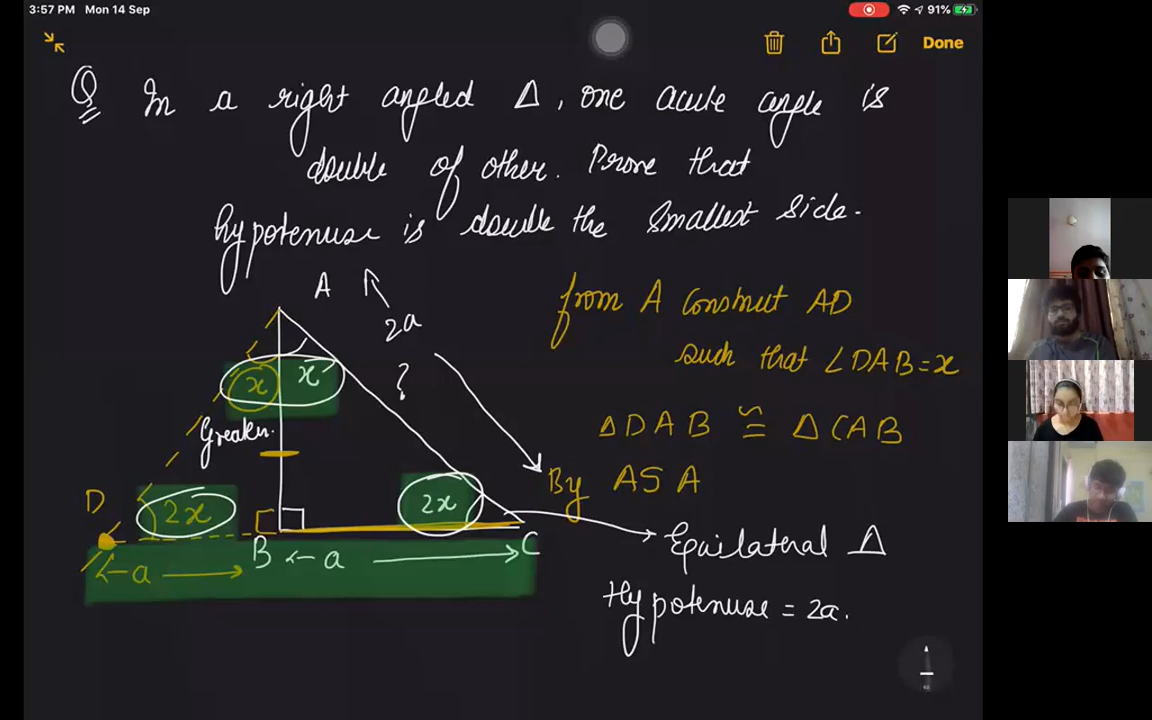 3:57 PM Mon 14 Sep
91%
Done
Q In a right angled Δ, one acute angle is
double of other. Prove that
hypotenuse is double the smallest side.
A
2a
?
x x
Greater.
D
2x
2x
B
a
C
a
from A Construct AD
such that ∠DAB = x
Δ DAB ≅ Δ CAB
By ASA
Equilateral Δ
Hypotenuse = 2a.